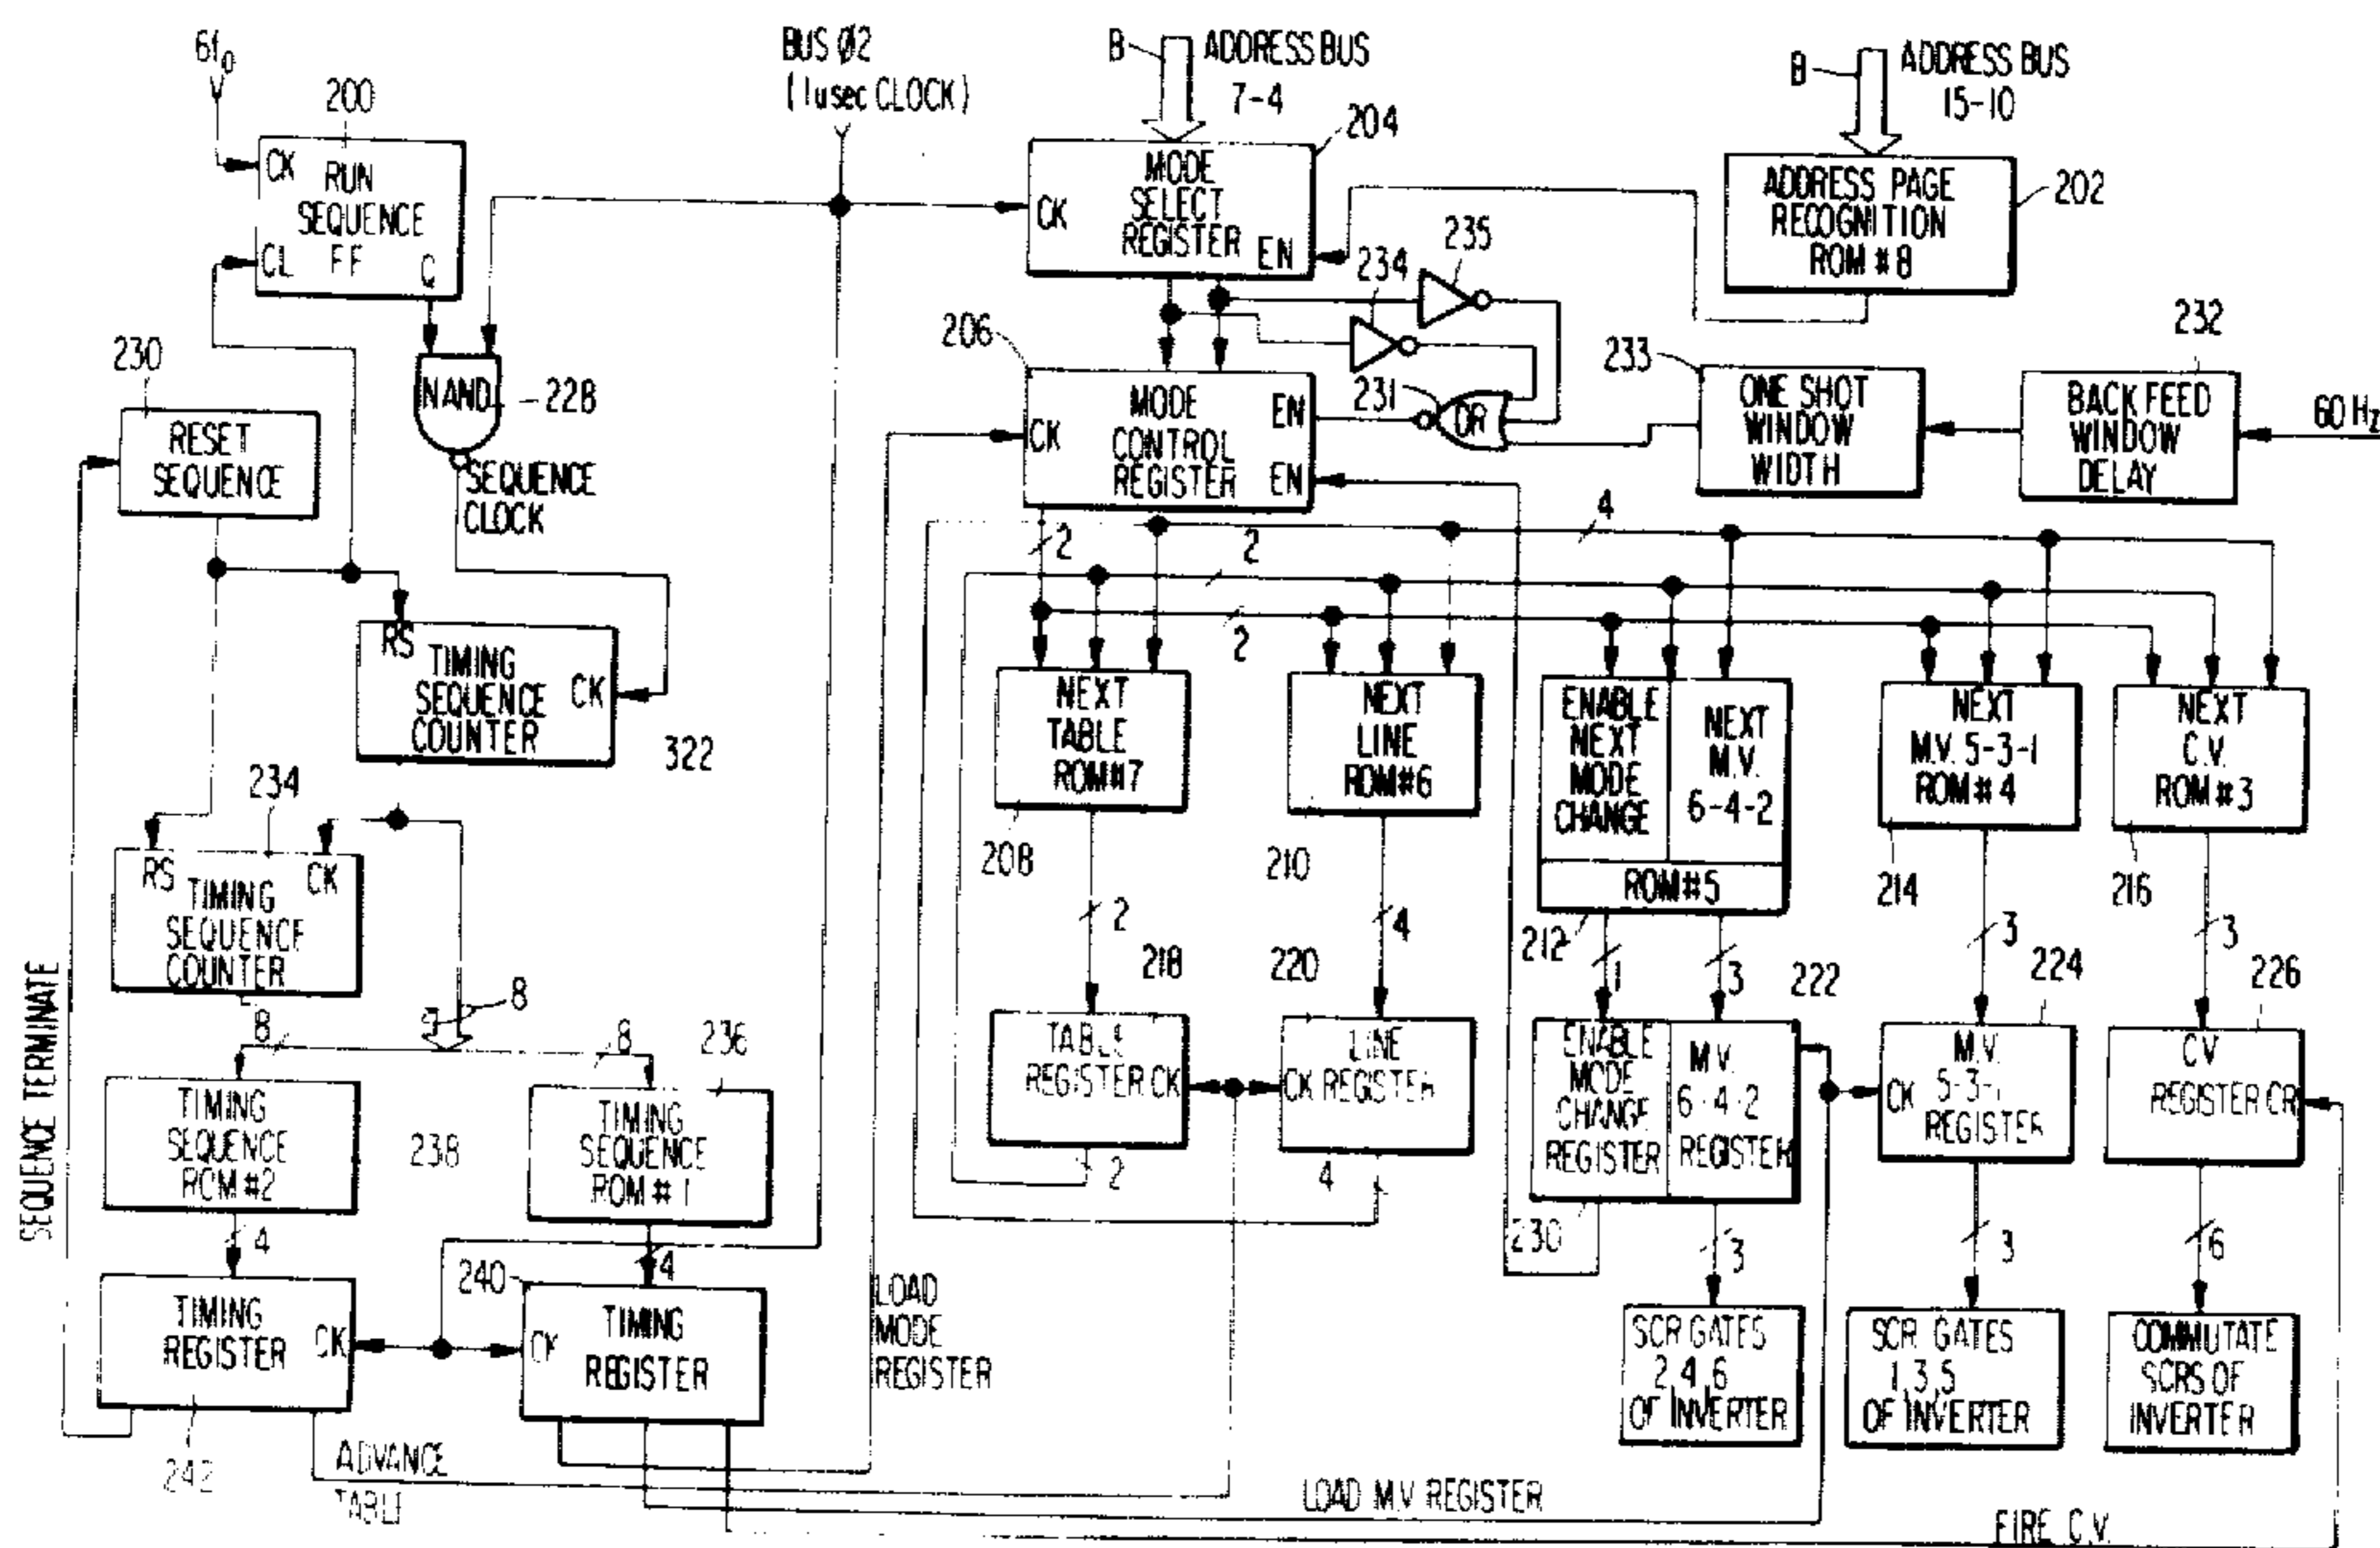 6f0
200
BUS Ø2
(1usec CLOCK)
B
ADDRESS BUS
7-4
B
ADDRESS BUS
15-10
CK
RUN
SEQUENCE
FF
CL
Q
CK
MODE
SELECT
REGISTER
EN
204
ADDRESS PAGE
RECOGNITION
ROM #8
202
234
235
230
RESET
SEQUENCE
NAND
228
SEQUENCE
CLOCK
206
CK
MODE
CONTROL
REGISTER
EN
EN
231
OR
233
ONE SHOT
WINDOW
WIDTH
232
BACK FEED
WINDOW
DELAY
60 Hz
2
2
4
2
2
RS
TIMING
SEQUENCE
COUNTER
CK
322
NEXT
TABLE
ROM #7
208
NEXT
LINE
ROM #6
210
ENABLE
NEXT
MODE
CHANGE
NEXT
M.V.
6-4-2
ROM #5
212
NEXT
M.V. 5-3-1
ROM #4
214
NEXT
C.V.
ROM #3
216
234
RS
CK
TIMING
SEQUENCE
COUNTER
8
8
8
2
4
1
3
3
3
218
TABLE
REGISTER CK
220
LINE
CK REGISTER
222
ENABLE
MODE
CHANGE
REGISTER
M.V.
6-4-2
REGISTER
230
224
M.V.
5-3-1
CK
REGISTER
226
CV
REGISTER CR
SEQUENCE TERMINATE
TIMING
SEQUENCE
ROM #2
238
236
TIMING
SEQUENCE
ROM #1
2
4
4
4
3
3
6
TIMING
REGISTER
CK
242
240
CK
TIMING
REGISTER
LOAD
MODE
REGISTER
SCR GATES
2,4,6
OF INVERTER
SCR GATES
1,3,5
OF INVERTER
COMMUTATE
SCRS OF
INVERTER
ADVANCE
TABLE
LOAD M.V REGISTER
FIRE C.V.